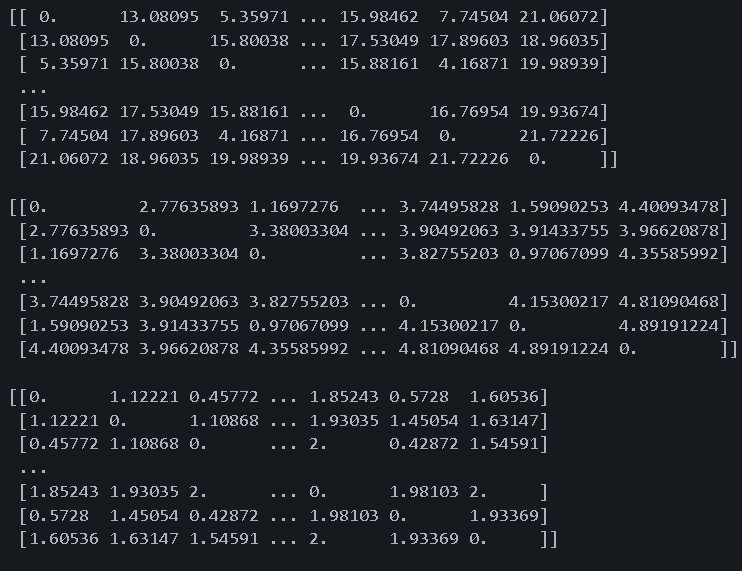 [[ 0.      13.08095  5.35971 ... 15.98462  7.74504 21.06072]
 [13.08095  0.      15.80038 ... 17.53049 17.89603 18.96035]
 [ 5.35971 15.80038  0.      ... 15.88161  4.16871 19.98939]
 ...
 [15.98462 17.53049 15.88161 ...  0.      16.76954 19.93674]
 [ 7.74504 17.89603  4.16871 ... 16.76954  0.      21.72226]
 [21.06072 18.96035 19.98939 ... 19.93674 21.72226  0.     ]]

[[0.         2.77635893 1.1697276  ... 3.74495828 1.59090253 4.40093478]
 [2.77635893 0.         3.38003304 ... 3.90492063 3.91433755 3.96620878]
 [1.1697276  3.38003304 0.         ... 3.82755203 0.97067099 4.35585992]
 ...
 [3.74495828 3.90492063 3.82755203 ... 0.         4.15300217 4.81090468]
 [1.59090253 3.91433755 0.97067099 ... 4.15300217 0.         4.89191224]
 [4.40093478 3.96620878 4.35585992 ... 4.81090468 4.89191224 0.        ]]

[[0.      1.12221 0.45772 ... 1.85243 0.5728  1.60536]
 [1.12221 0.      1.10868 ... 1.93035 1.45054 1.63147]
 [0.45772 1.10868 0.      ... 2.      0.42872 1.54591]
 ...
 [1.85243 1.93035 2.      ... 0.      1.98103 2.     ]
 [0.5728  1.45054 0.42872 ... 1.98103 0.      1.93369]
 [1.60536 1.63147 1.54591 ... 2.      1.93369 0.     ]]